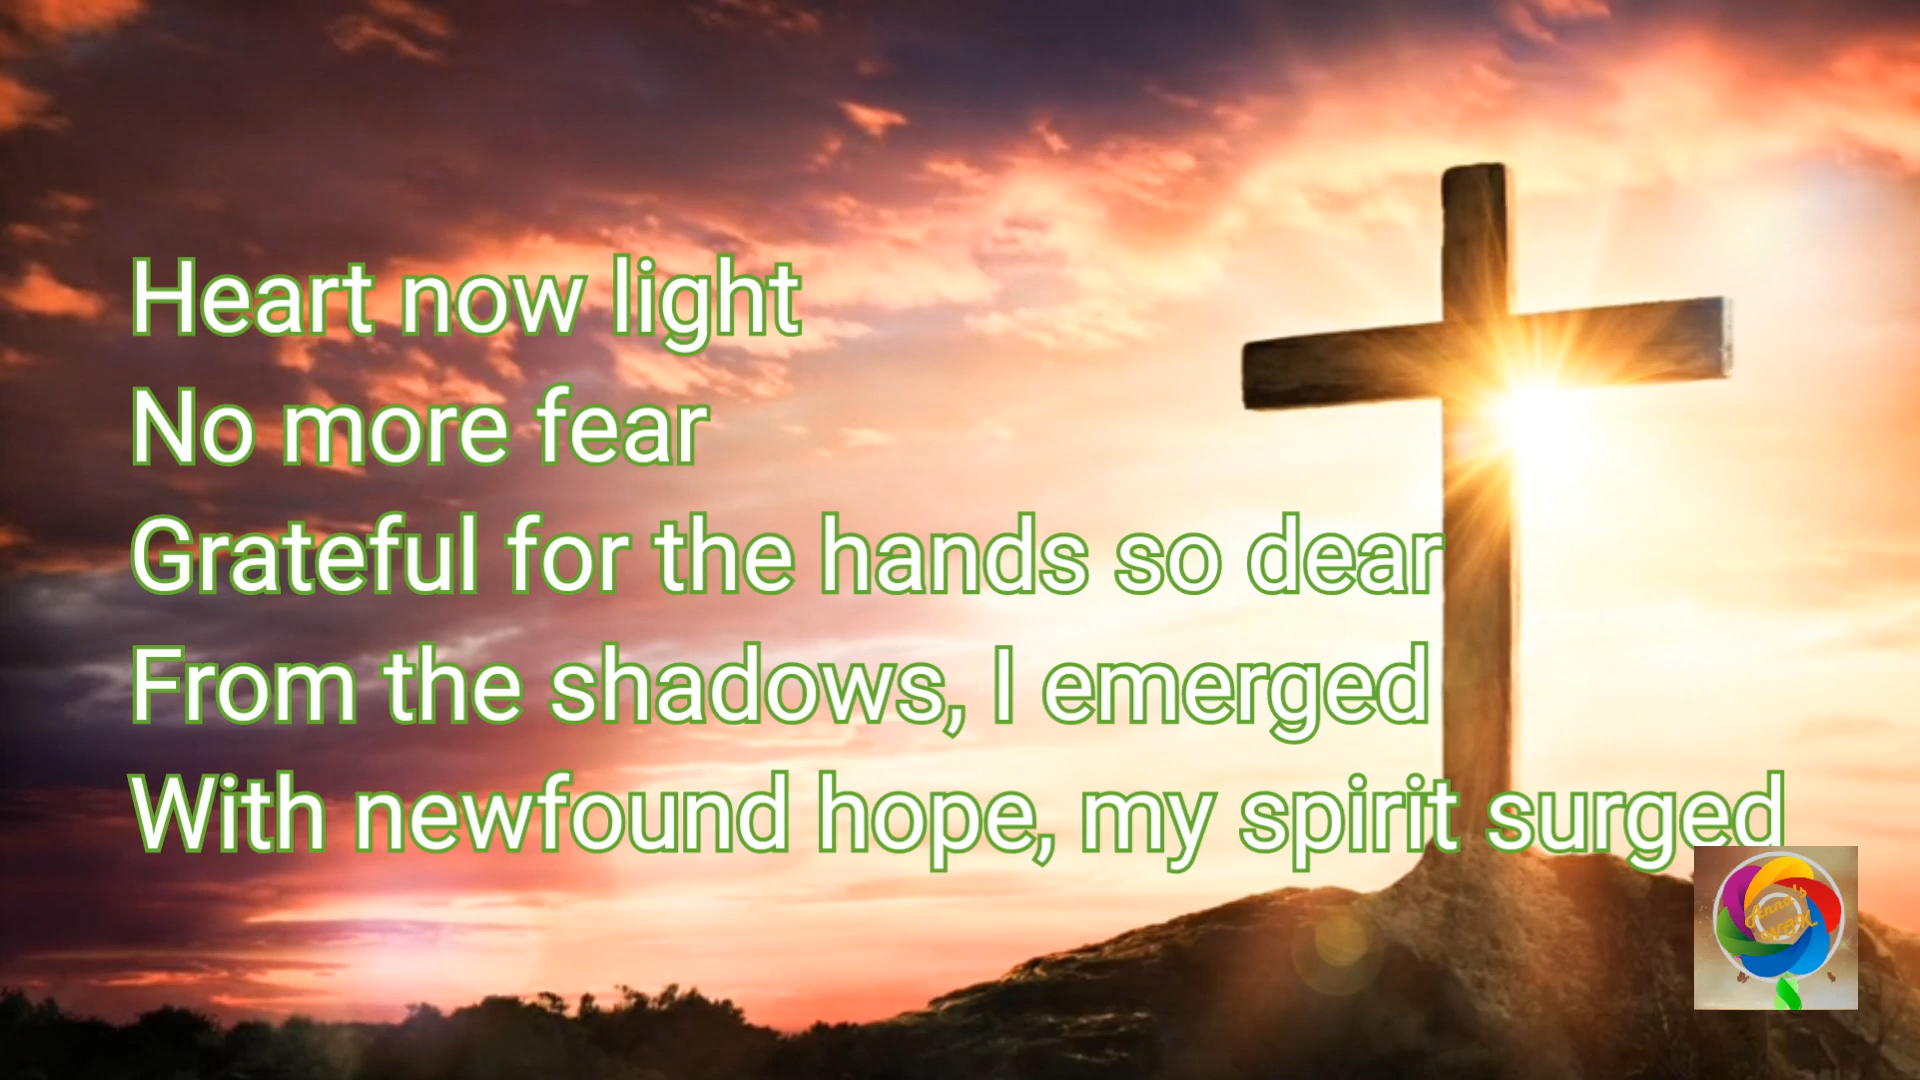 Heart now light
No more fear
Grateful for the hands so dear
From the shadows, I emerged
With newfound hope, my spirit surged
Anna's